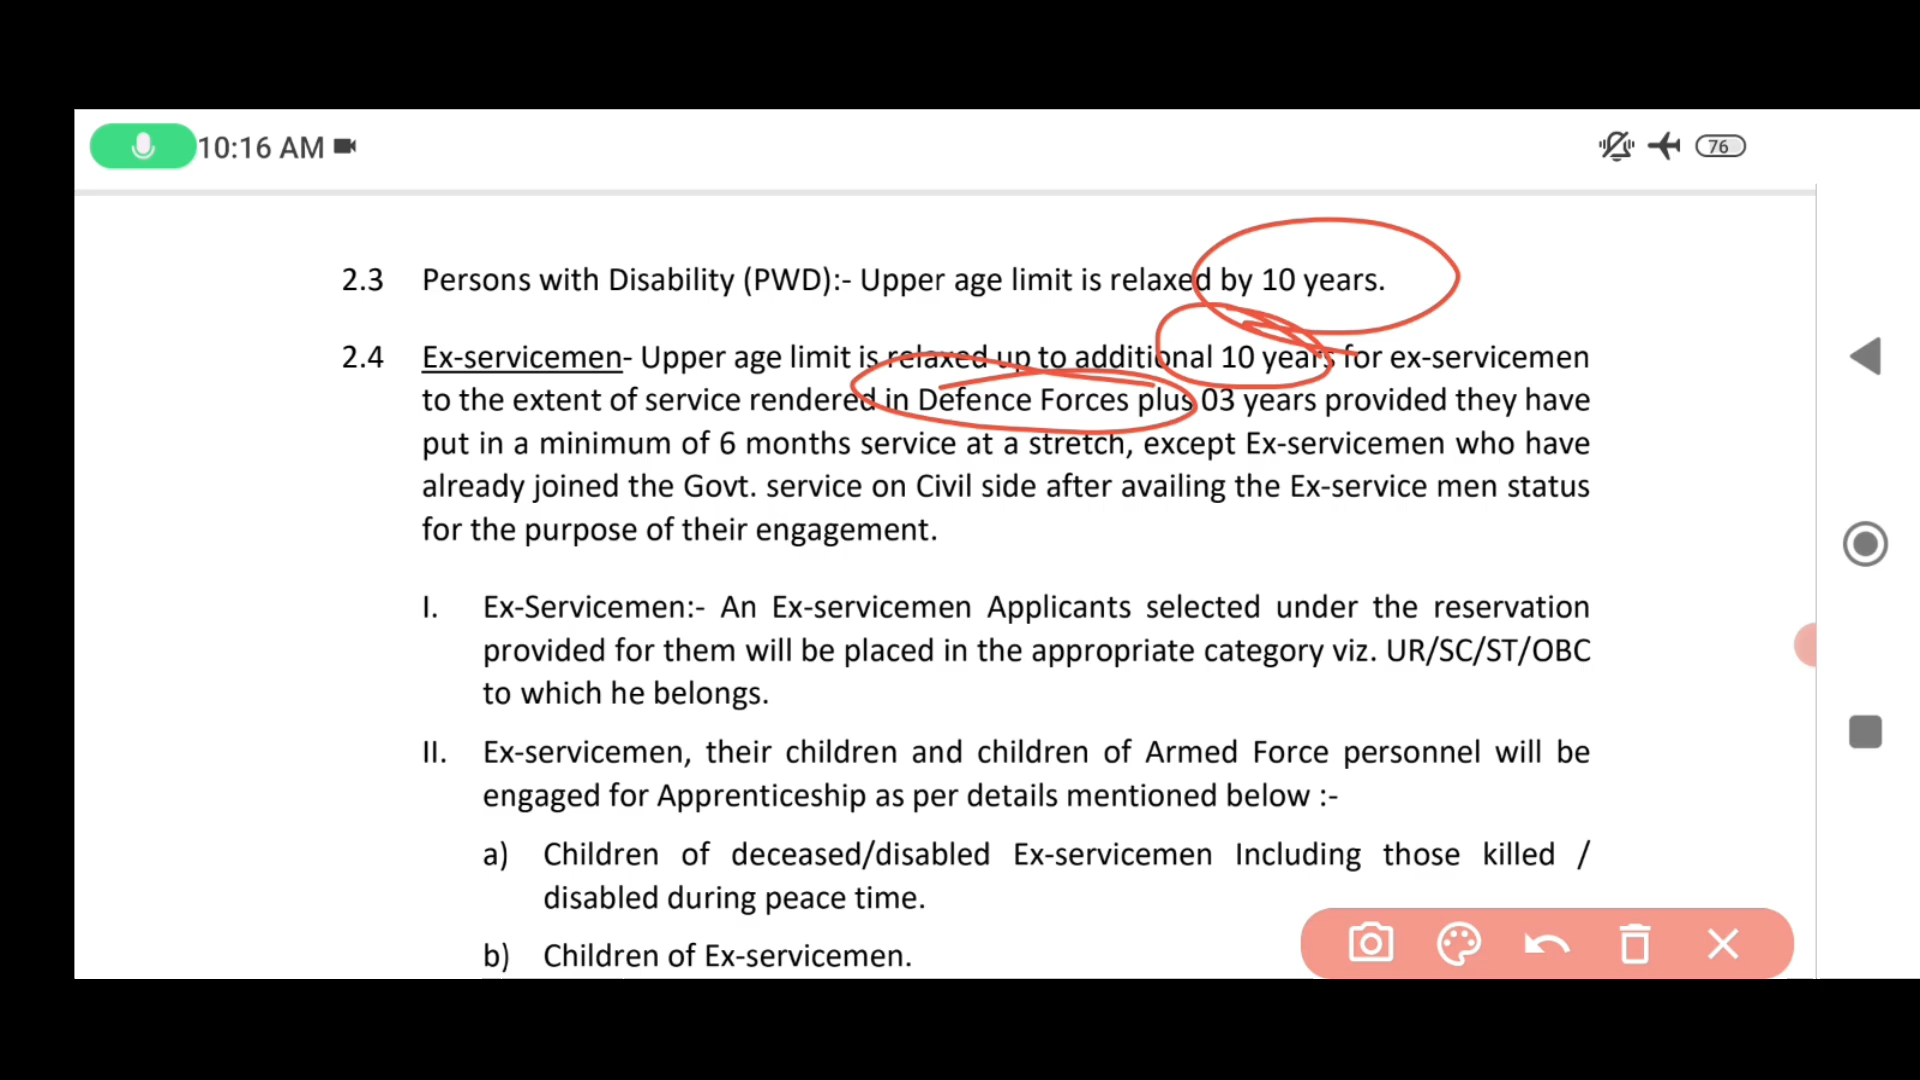 10:16 AM
76
2.3 Persons with Disability (PWD):- Upper age limit is relaxed by 10 years.
2.4 Ex-servicemen- Upper age limit is relaxed up to additional 10 years for ex-servicemen
to the extent of service rendered in Defence Forces plus 03 years provided they have
put in a minimum of 6 months service at a stretch, except Ex-servicemen who have
already joined the Govt. service on Civil side after availing the Ex-service men status
for the purpose of their engagement.
I. Ex-Servicemen:- An Ex-servicemen Applicants selected under the reservation
provided for them will be placed in the appropriate category viz. UR/SC/ST/OBC
to which he belongs.
II. Ex-servicemen, their children and children of Armed Force personnel will be
engaged for Apprenticeship as per details mentioned below :-
a) Children of deceased/disabled Ex-servicemen Including those killed /
disabled during peace time.
b) Children of Ex-servicemen.